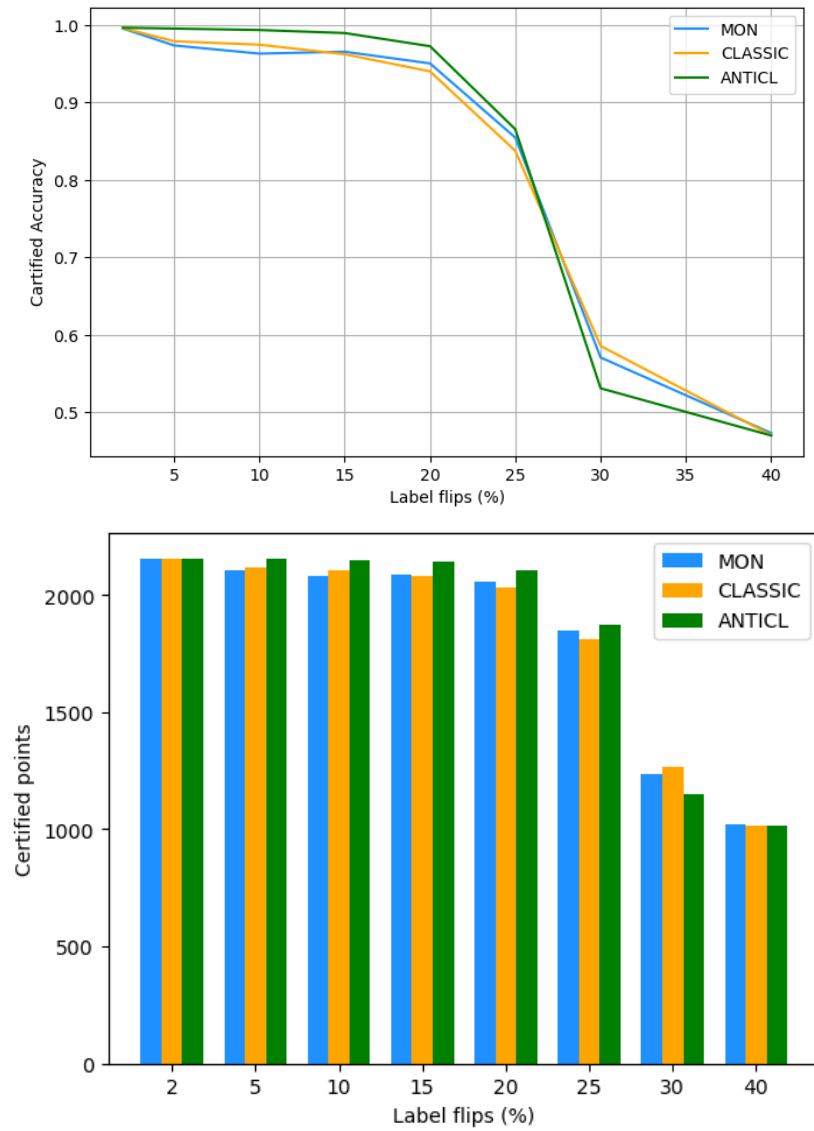 1.0
0.9
0.8
0.7
0.6
0.5
Cartified Accuracy
MON
CLASSIC
ANTICL
5 10 15 20 25 30 35 40
Label flips (%)
2000
1500
1000
500
0
Certified points
MON
CLASSIC
ANTICL
2 5 10 15 20 25 30 40
Label flips (%)